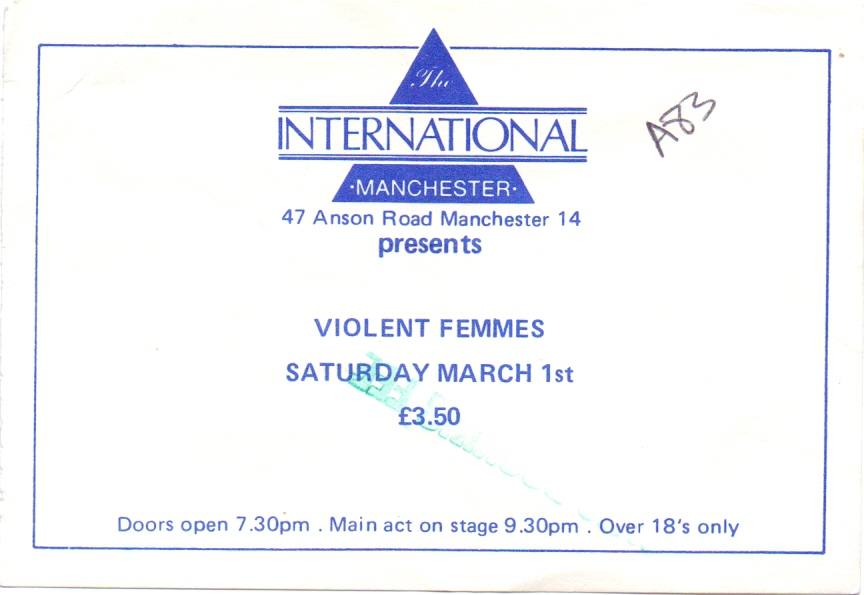 The
INTERNATIONAL
·MANCHESTER·
47 Anson Road Manchester 14
presents
A83
VIOLENT FEMMES
SATURDAY MARCH 1st
£3.50
Doors open 7.30pm . Main act on stage 9.30pm . Over 18's only